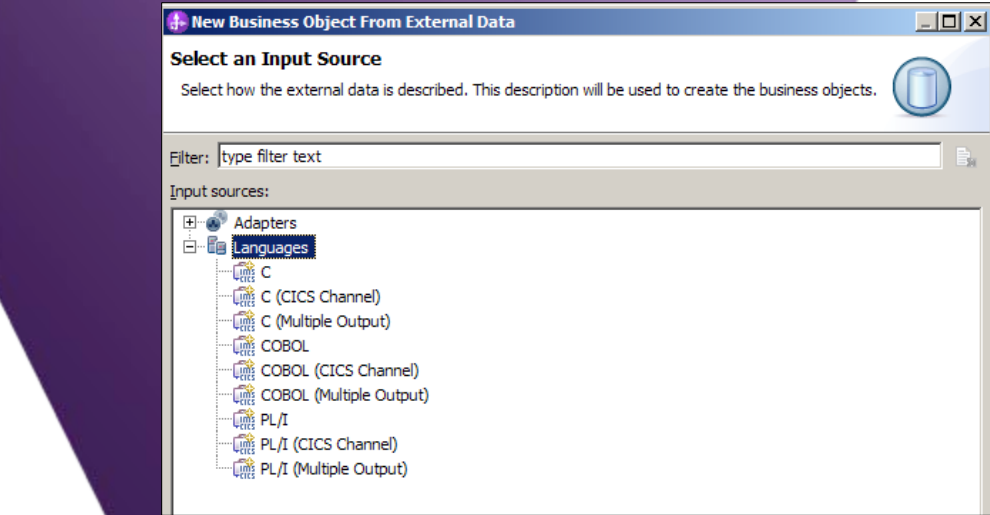 New Business Object From External Data
Select an Input Source
Select how the external data is described. This description will be used to create the business objects.
Filter: type filter text
Input sources:
Adapters
Languages
C
C (CICS Channel)
C (Multiple Output)
COBOL
COBOL (CICS Channel)
COBOL (Multiple Output)
PL/I
PL/I (CICS Channel)
PL/I (Multiple Output)